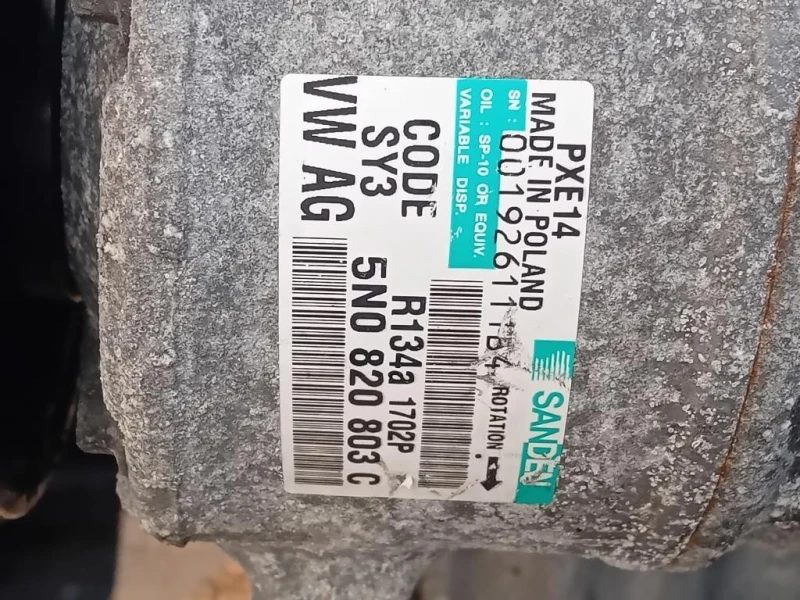 PXE14
SANDEN
MADE IN POLAND
SN : 00192611
ROTATION
OIL : SP-10 OR EQUIV.
VARIABLE DISP.
CODE
SY3
R134a 1702P
VW AG
5N0 820 803 C